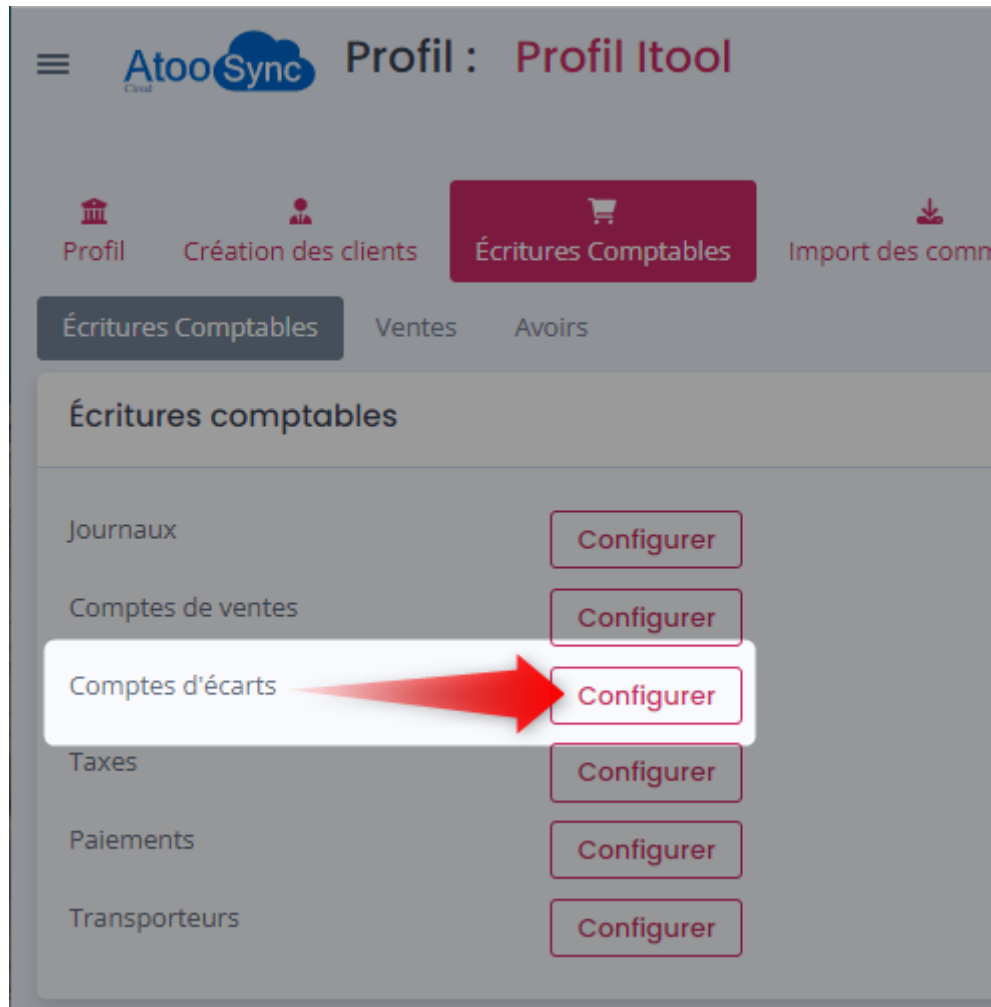 AtooSync
Cloud
Profil : Profil Itool
Profil
Création des clients
Écritures Comptables
Import des comm
Écritures Comptables
Ventes
Avoirs
Écritures comptables
Journaux Configurer
Comptes de ventes Configurer
Comptes d'écarts Configurer
Taxes Configurer
Paiements Configurer
Transporteurs Configurer